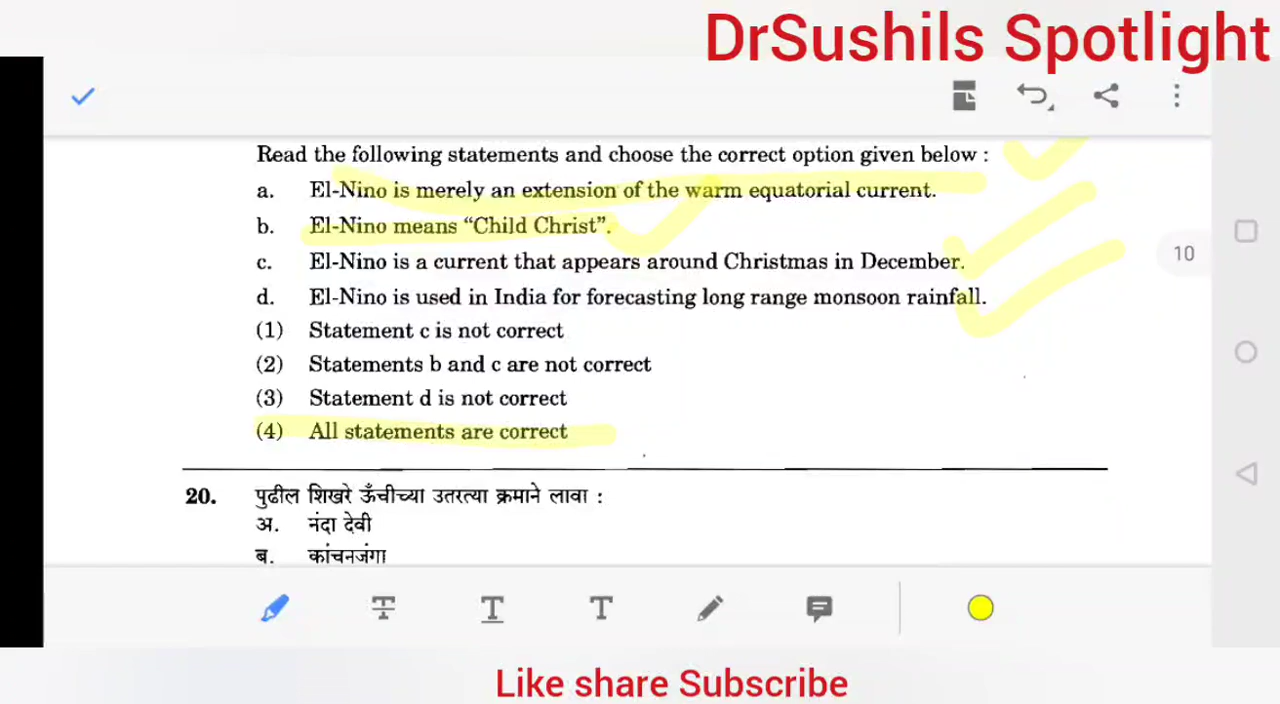 DrSushils Spotlight
Read the following statements and choose the correct option given below :
a. El-Nino is merely an extension of the warm equatorial current.
b. El-Nino means “Child Christ”.
c. El-Nino is a current that appears around Christmas in December.
10
d. El-Nino is used in India for forecasting long range monsoon rainfall.
(1) Statement c is not correct
(2) Statements b and c are not correct
(3) Statement d is not correct
(4) All statements are correct
20. पुढील शिखरे ऊँचीच्या उतरत्या क्रमाने लावा :
अ. नंदा देवी
ब. कांचनजंगा
T T T
Like share Subscribe